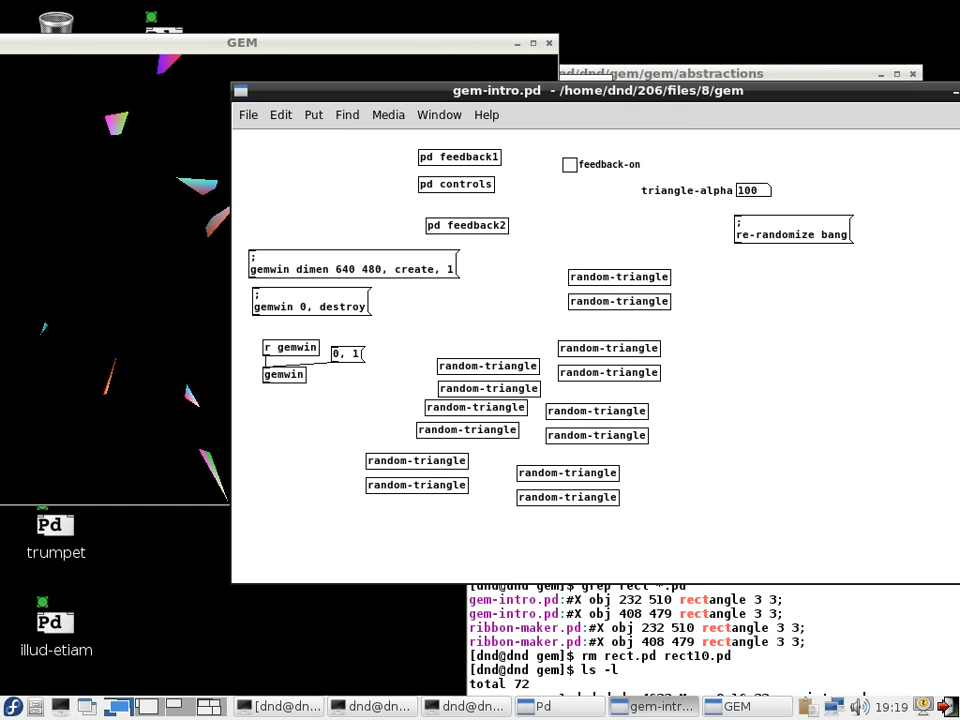 GEM
nd/dnd/gem/gem/abstractions
gem-intro.pd - /home/dnd/206/files/8/gem
File Edit Put Find Media Window Help
pd feedback1
feedback-on
pd controls
triangle-alpha 100
pd feedback2
;
re-randomize bang
;
gemwin dimen 640 480, create, 1
random-triangle
;
gemwin 0, destroy
random-triangle
r gemwin
0, 1
random-triangle
gemwin
random-triangle
random-triangle
random-triangle
random-triangle
random-triangle
random-triangle
random-triangle
random-triangle
random-triangle
random-triangle
random-triangle
Pd
trumpet
Pd
illud-etiam
[dnd@dnd gem]$ grep rect *.pd
gem-intro.pd:#X obj 232 510 rectangle 3 3;
gem-intro.pd:#X obj 408 479 rectangle 3 3;
ribbon-maker.pd:#X obj 232 510 rectangle 3 3;
ribbon-maker.pd:#X obj 408 479 rectangle 3 3;
[dnd@dnd gem]$ rm rect.pd rect10.pd
[dnd@dnd gem]$ ls -l
total 72
[dnd@dn... dnd@dnd:... dnd@dn... Pd gem-intr... GEM 19:19